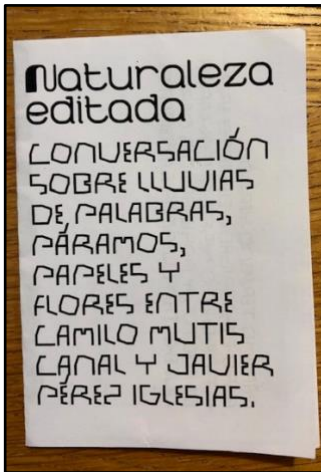 Naturaleza
editada
CONVERSACIÓN
SOBRE LLUVIAS
DE PALABRAS,
PÁRAMOS,
PAPELES Y
FLORES ENTRE
CAMILO MUTIS
CANAL Y JAVIER
PÉREZ IGLESIAS.